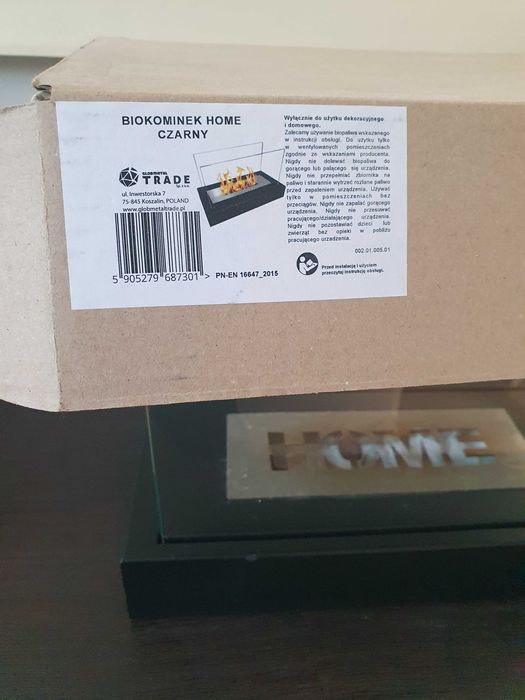 BIOKOMINEK HOME
CZARNY
GLOBMETAL
TRADE
Sp. z o.o.
ul. Inwestorska 7
75-845 Koszalin, POLAND
www.globmetaltrade.pl
5 905279 687301 >
PN-EN 16647_2015
Wyłącznie do użytku dekoracyjnego
i domowego.
Zalecamy używanie biopaliwa wskazanego
w instrukcji obsługi. Do użytku tylko
w wentylowanych pomieszczeniach
zgodnie ze wskazaniami producenta.
Nigdy nie dolewać biopaliwa do
gorącego lub palącego się urządzenia.
Nigdy nie przepełniać zbiornika na
paliwo i starannie wytrzeć rozlane paliwo
przed zapaleniem urządzenia. Używać
tylko w pomieszczeniach bez
przeciągów. Nigdy nie zapalać gorącego
urządzenia. Nigdy nie przesuwać
pracującego/działającego urządzenia.
Nigdy nie pozostawiać dzieci lub
zwierząt bez opieki w pobliżu
pracującego urządzenia.
002.01.005.01
Przed instalacją i użyciem
przeczytaj instrukcję obsługi.
HOME